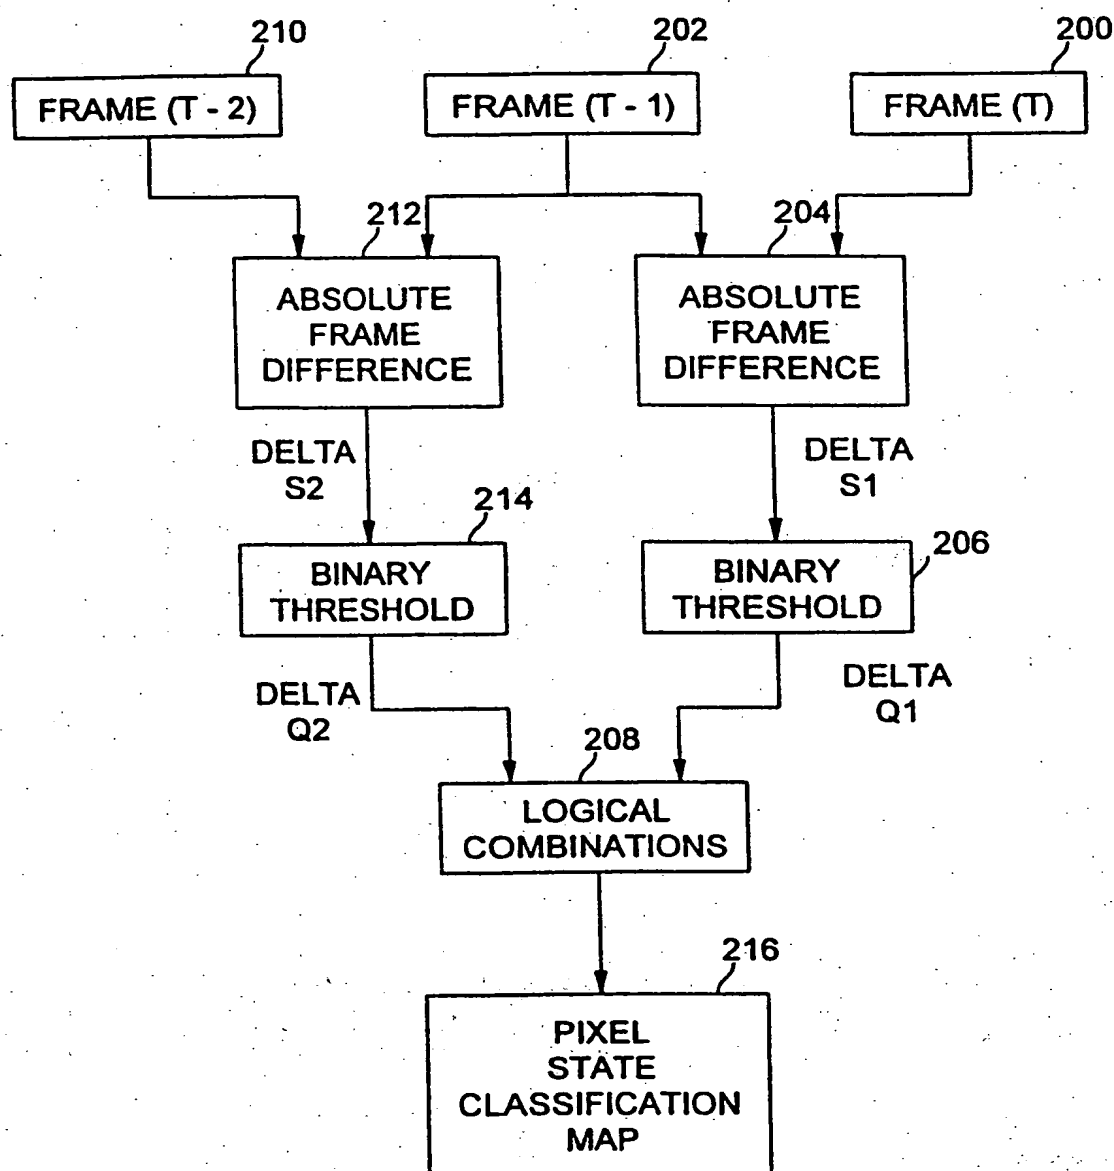 210
202
200
FRAME (T - 2)
FRAME (T - 1)
FRAME (T)
212
204
ABSOLUTE
FRAME
DIFFERENCE
ABSOLUTE
FRAME
DIFFERENCE
DELTA
S2
DELTA
S1
214
206
BINARY
THRESHOLD
BINARY
THRESHOLD
DELTA
Q2
DELTA
Q1
208
LOGICAL
COMBINATIONS
216
PIXEL
STATE
CLASSIFICATION
MAP